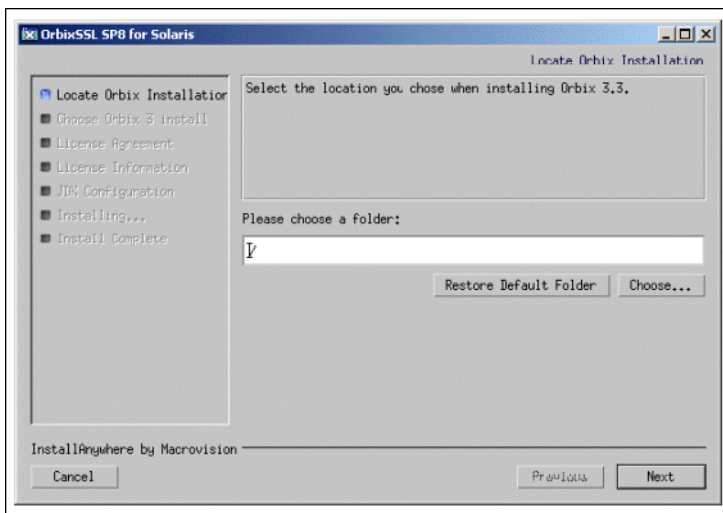 OrbixSSL SP8 for Solaris
Locate Orbix Installation
Locate Orbix Installation
Choose Orbix 3 install
License Agreement
License Information
JDK Configuration
Installing...
Install Complete
Select the location you chose when installing Orbix 3.3.
Please choose a folder:
/
Restore Default Folder
Choose...
InstallAnywhere by Macrovision
Cancel
Previous
Next